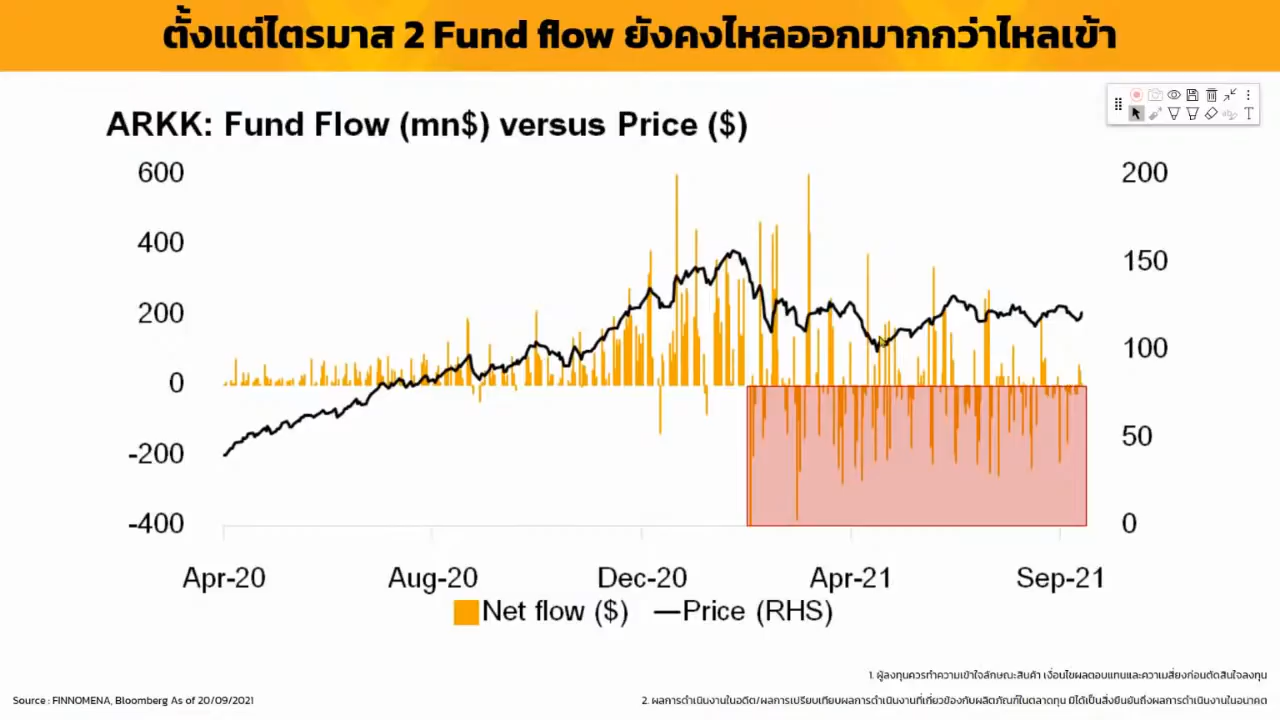 ตั้งแต่ไตรมาส 2 Fund flow ยังคงไหลออกมากกว่าไหลเข้า
ARKK: Fund Flow (mn$) versus Price ($)
600
400
200
0
-200
-400
200
150
100
50
0
Apr-20 Aug-20 Dec-20 Apr-21 Sep-21
Net flow ($) Price (RHS)
1. ผู้ลงทุนควรทำความเข้าใจลักษณะสินค้า เงื่อนไขผลตอบแทนและความเสี่ยงก่อนตัดสินใจลงทุน
Source : FINNOMENA, Bloomberg As of 20/09/2021
2. ผลการดำเนินงานในอดีต/ผลการเปรียบเทียบผลการดำเนินงานที่เกี่ยวข้องกับผลิตภัณฑ์ในตลาดทุน มิได้เป็นสิ่งยืนยันถึงผลการดำเนินงานในอนาคต